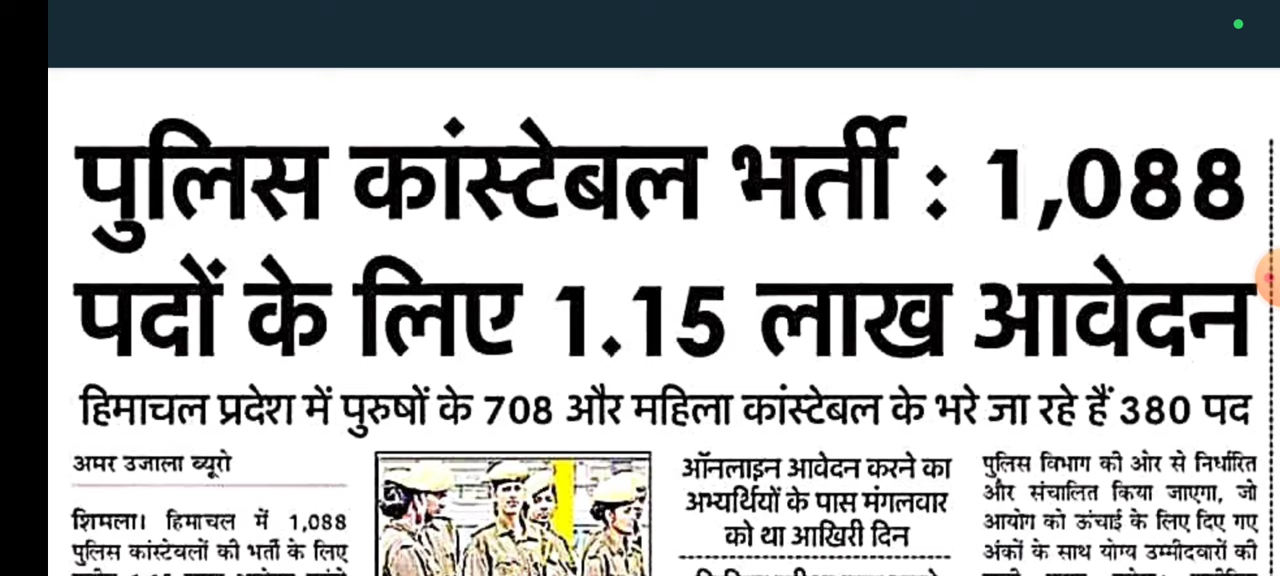 पुलिस कांस्टेबल भर्ती : 1,088
पदों के लिए 1.15 लाख आवेदन
हिमाचल प्रदेश में पुरुषों के 708 और महिला कांस्टेबल के भरे जा रहे हैं 380 पद
अमर उजाला ब्यूरो
शिमला। हिमाचल में 1,088
पुलिस कांस्टेबलों की भर्ती के लिए
ऑनलाइन आवेदन करने का
अभ्यर्थियों के पास मंगलवार
को था आखिरी दिन
पुलिस विभाग की ओर से निर्धारित
और संचालित किया जाएगा, जो
आयोग को ऊंचाई के लिए दिए गए
अंकों के साथ योग्य उम्मीदवारों की